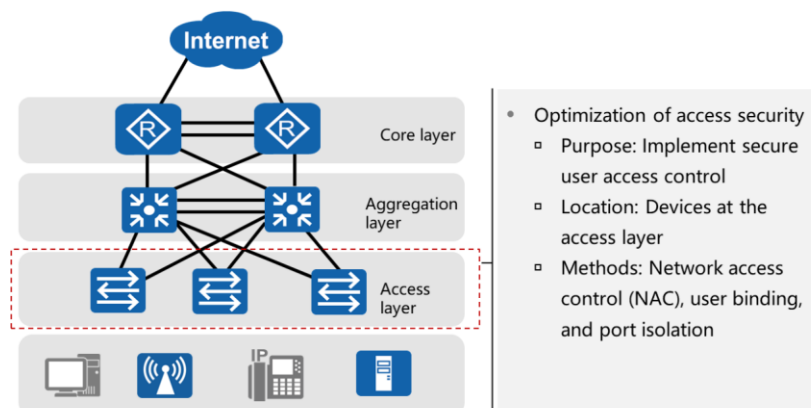 Internet
R
R
Core layer
Aggregation
layer
Access
layer
IP
• Optimization of access security
▫ Purpose: Implement secure
user access control
▫ Location: Devices at the
access layer
▫ Methods: Network access
control (NAC), user binding,
and port isolation